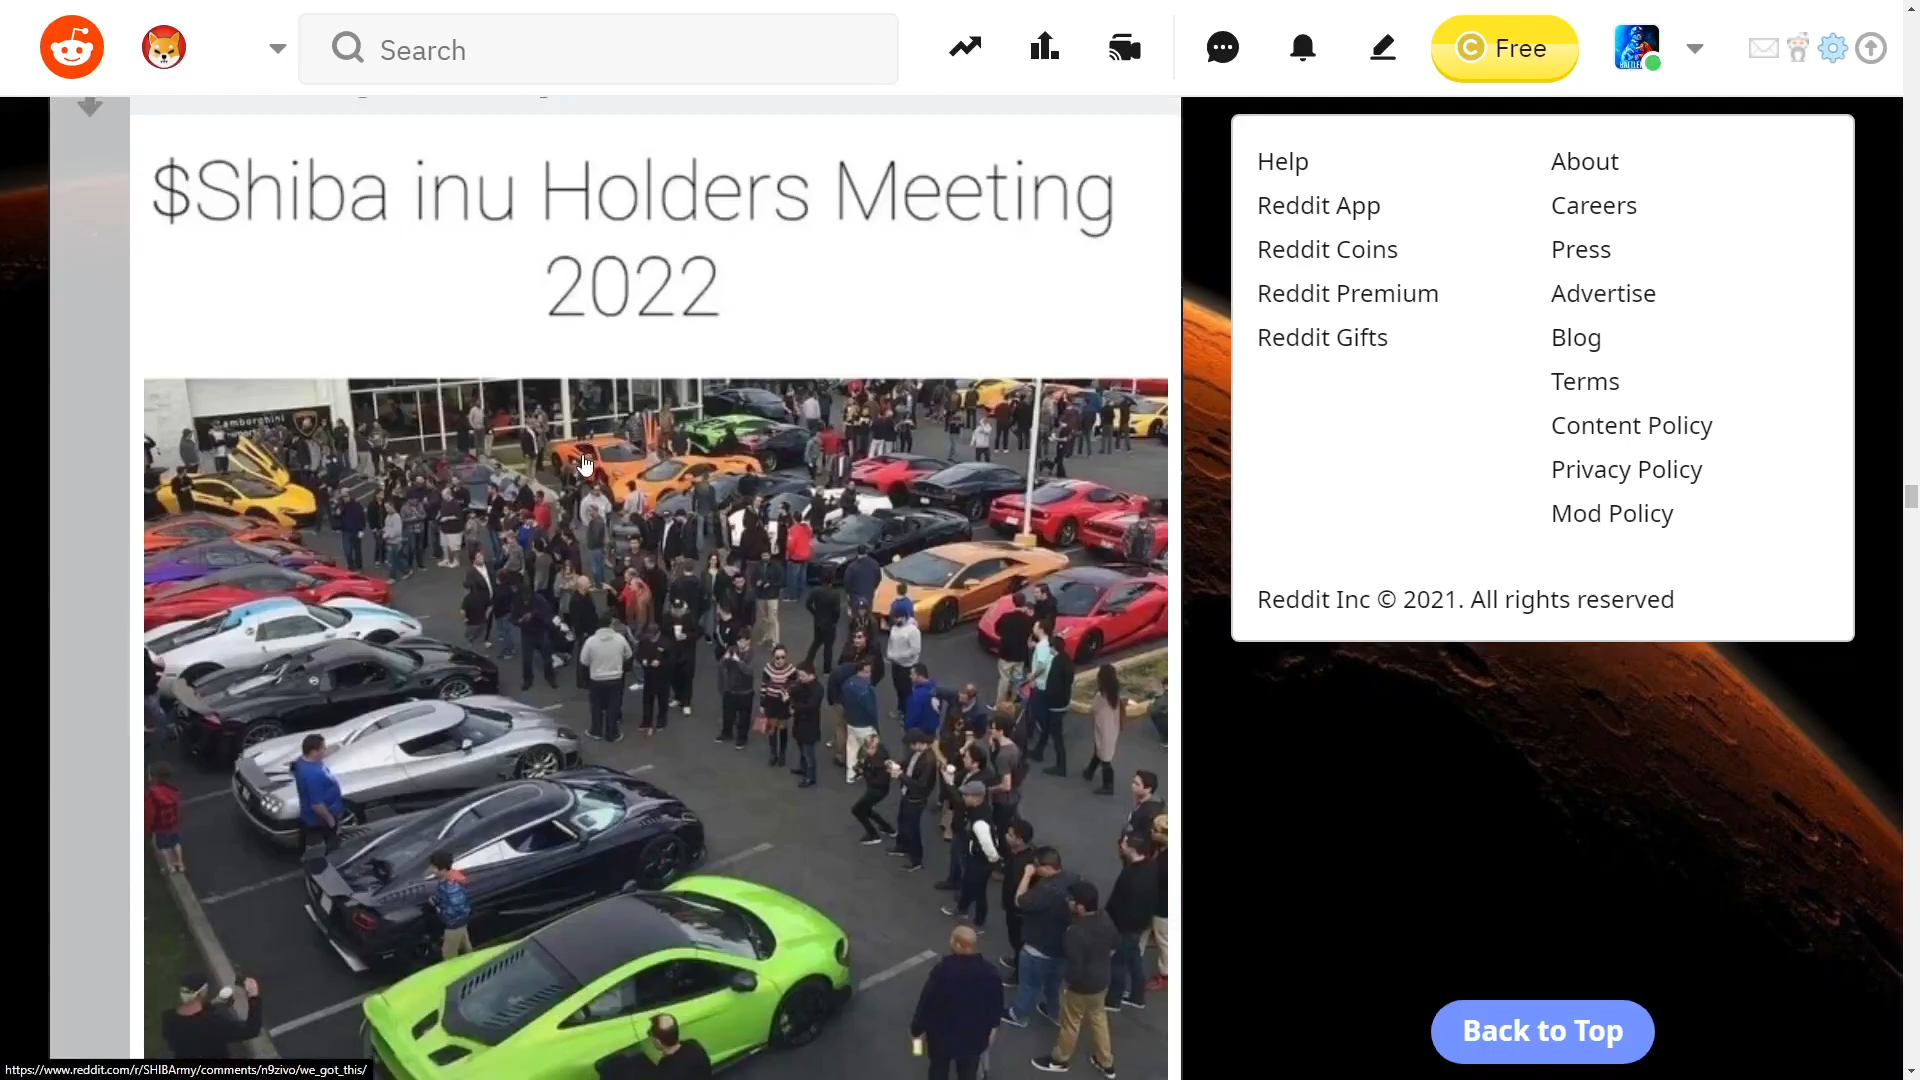 Search
Free
$Shiba inu Holders Meeting
2022
Lamborghini
Help
Reddit App
Reddit Coins
Reddit Premium
Reddit Gifts
About
Careers
Press
Advertise
Blog
Terms
Content Policy
Privacy Policy
Mod Policy
Reddit Inc © 2021. All rights reserved
Back to Top
https://www.reddit.com/r/SHIBArmy/comments/n9zivo/we_got_this/